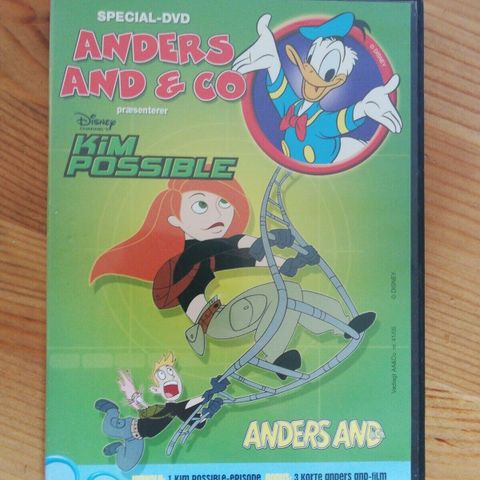 SPECIAL-DVD
ANDERS
AND & CO
præsenterer
Disney
CHANNEL
KIM
POSSIBLE
© DISNEY
© DISNEY
ANDERS AND
1 KIM POSSIBLE-EPISODE 3 KORTE ANDERS AND-FILM